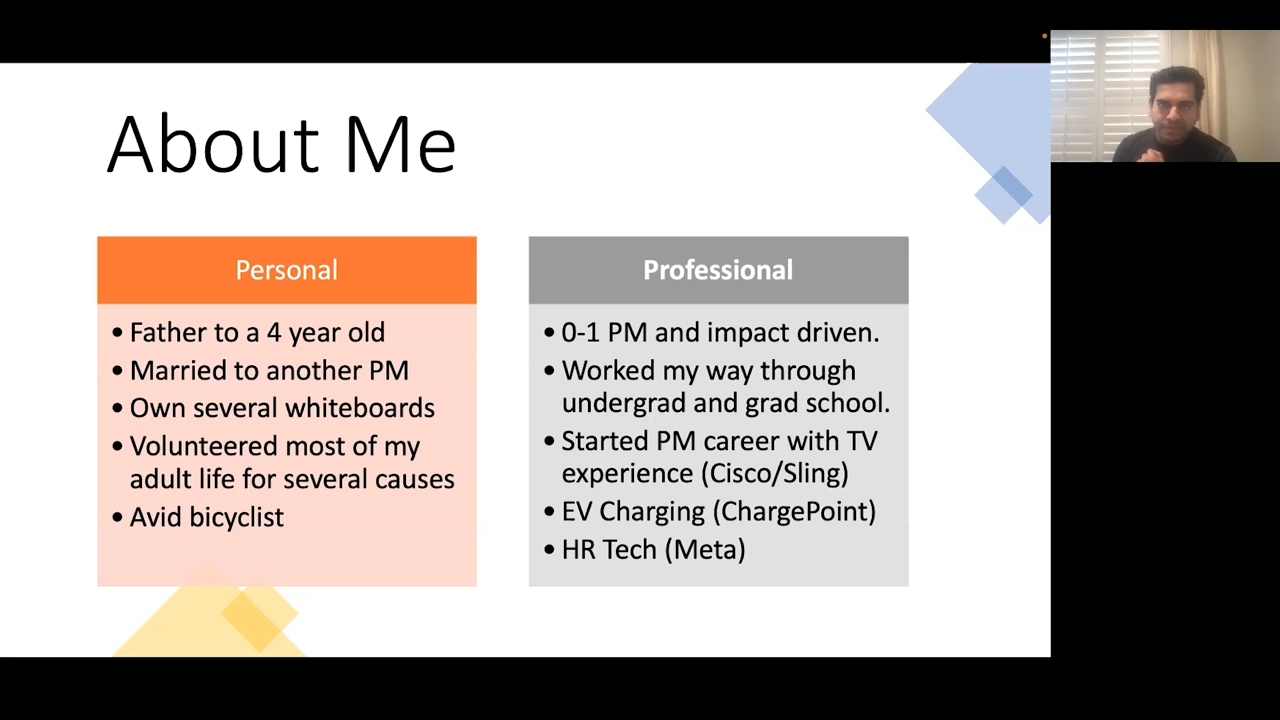 About Me
Personal
• Father to a 4 year old
• Married to another PM
• Own several whiteboards
• Volunteered most of my
adult life for several causes
• Avid bicyclist
Professional
• 0-1 PM and impact driven.
• Worked my way through
undergrad and grad school.
• Started PM career with TV
experience (Cisco/Sling)
• EV Charging (ChargePoint)
• HR Tech (Meta)